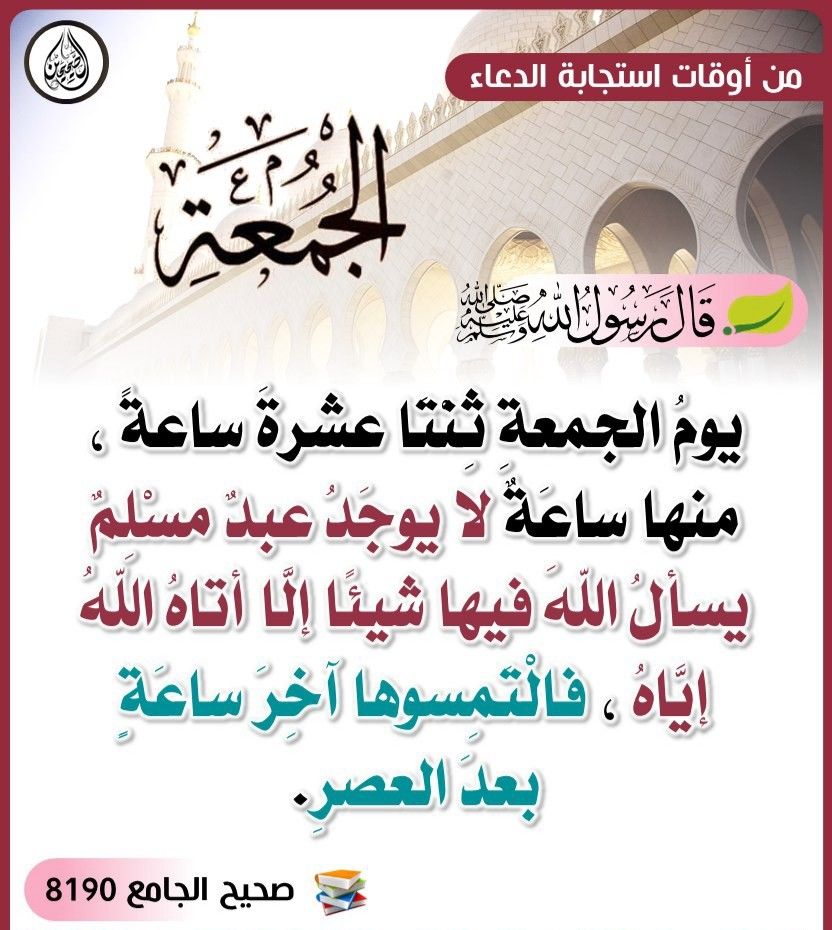 من أوقات استجابة الدعاء
الجُمُعَةِ
قَالَ رَسُولُ اللهِ صَلَّى اللهُ عَلَيْهِ وَسَلَّمَ
يومُ الجمعةِ ثِنْتَا عشرةَ ساعةً ،
منها ساعَةٌ لا يوجَدُ عبدٌ مسْلِمٌ
يسألُ اللَّهَ فيها شيئًا إلَّا أتاهُ اللَّهُ
إيَّاهُ ، فالْتَمِسوها آخِرَ ساعَةٍ
بعدَ العصرِ.
صحيح الجامع 8190